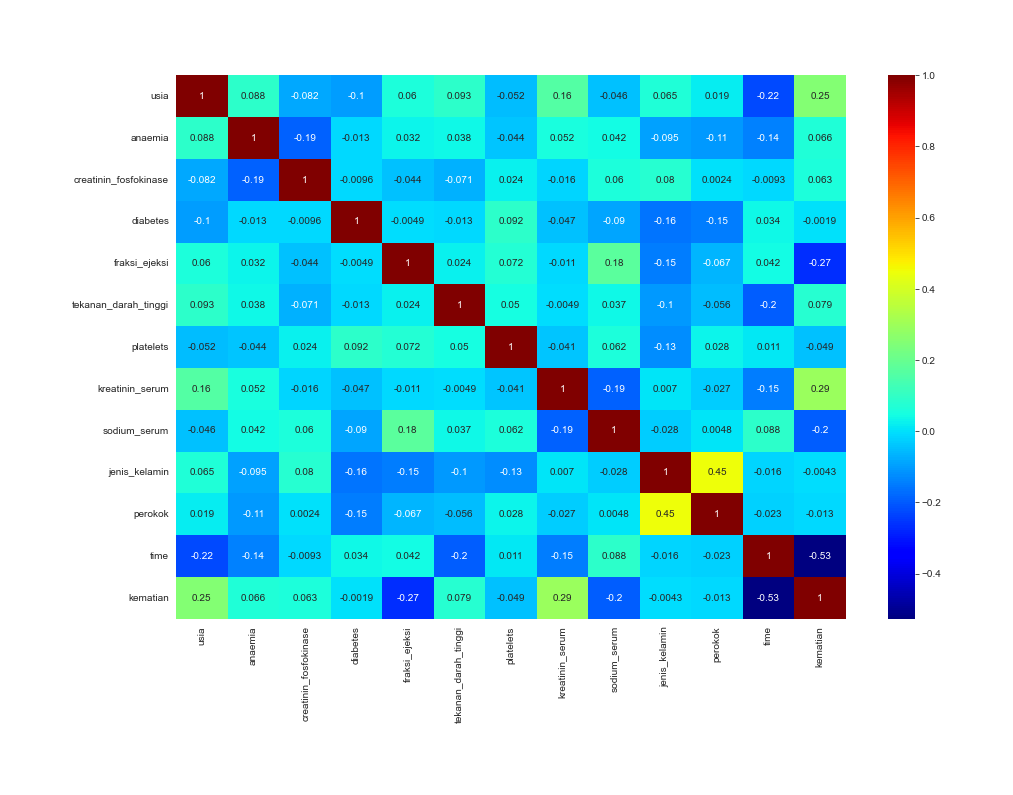 usia 1 0.088 -0.082 -0.1 0.06 0.093 -0.052 0.16 -0.046 0.065 0.019 -0.22 0.25
anaemia 0.088 1 -0.19 -0.013 0.032 0.038 -0.044 0.052 0.042 -0.095 -0.11 -0.14 0.066
creatinin_fosfokinase -0.082 -0.19 1 -0.0096 -0.044 -0.071 0.024 -0.016 0.06 0.08 0.0024 -0.0093 0.063
diabetes -0.1 -0.013 -0.0096 1 -0.0049 -0.013 0.092 -0.047 -0.09 -0.16 -0.15 0.034 -0.0019
fraksi_ejeksi 0.06 0.032 -0.044 -0.0049 1 0.024 0.072 -0.011 0.18 -0.15 -0.067 0.042 -0.27
tekanan_darah_tinggi 0.093 0.038 -0.071 -0.013 0.024 1 0.05 -0.0049 0.037 -0.1 -0.056 -0.2 0.079
platelets -0.052 -0.044 0.024 0.092 0.072 0.05 1 -0.041 0.062 -0.13 0.028 0.011 -0.049
kreatinin_serum 0.16 0.052 -0.016 -0.047 -0.011 -0.0049 -0.041 1 -0.19 0.007 -0.027 -0.15 0.29
sodium_serum -0.046 0.042 0.06 -0.09 0.18 0.037 0.062 -0.19 1 -0.028 0.0048 0.088 -0.2
jenis_kelamin 0.065 -0.095 0.08 -0.16 -0.15 -0.1 -0.13 0.007 -0.028 1 0.45 -0.016 -0.0043
perokok 0.019 -0.11 0.0024 -0.15 -0.067 -0.056 0.028 -0.027 0.0048 0.45 1 -0.023 -0.013
time -0.22 -0.14 -0.0093 0.034 0.042 -0.2 0.011 -0.15 0.088 -0.016 -0.023 1 -0.53
kematian 0.25 0.066 0.063 -0.0019 -0.27 0.079 -0.049 0.29 -0.2 -0.0043 -0.013 -0.53 1
usia
anaemia
creatinin_fosfokinase
diabetes
fraksi_ejeksi
tekanan_darah_tinggi
platelets
kreatinin_serum
sodium_serum
jenis_kelamin
perokok
time
kematian
1.0
0.8
0.6
0.4
0.2
0.0
−0.2
−0.4